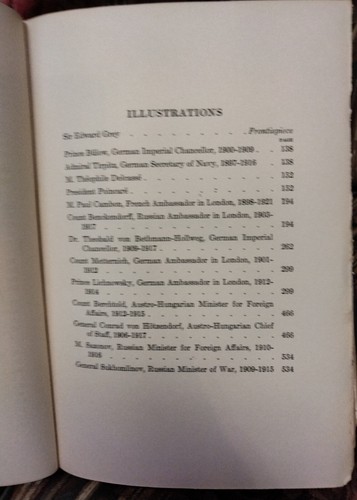 ILLUSTRATIONS
Sir Edward Grey . . . . . . . . Frontispiece
PAGE
Prince Bülow, German Imperial Chancellor, 1900-1909 . . 138
Admiral Tirpitz, German Secretary of Navy, 1897-1916 . 138
M. Théophile Delcassé . . . . . . . . 152
President Poincaré . . . . . . . . 152
M. Paul Cambon, French Ambassador in London, 1898-1921 194
Count Benckendorff, Russian Ambassador in London, 1903-
1917 . . . . . . . . . . . 194
Dr. Theobald von Bethmann-Hollweg, German Imperial
Chancellor, 1909-1917 . . . . . . . 262
Count Metternich, German Ambassador in London, 1901-
1912 . . . . . . . . . . . 290
Prince Lichnowsky, German Ambassador in London, 1912-
1914 . . . . . . . . . . . 290
Count Berchtold, Austro-Hungarian Minister for Foreign
Affairs, 1912-1915 . . . . . . . . 466
General Conrad von Hötzendorf, Austro-Hungarian Chief
of Staff, 1906-1917 . . . . . . . . 466
M. Sazonov, Russian Minister for Foreign Affairs, 1910-
1916 . . . . . . . . . . . 534
General Sukhomlinov, Russian Minister of War, 1909-1915 534